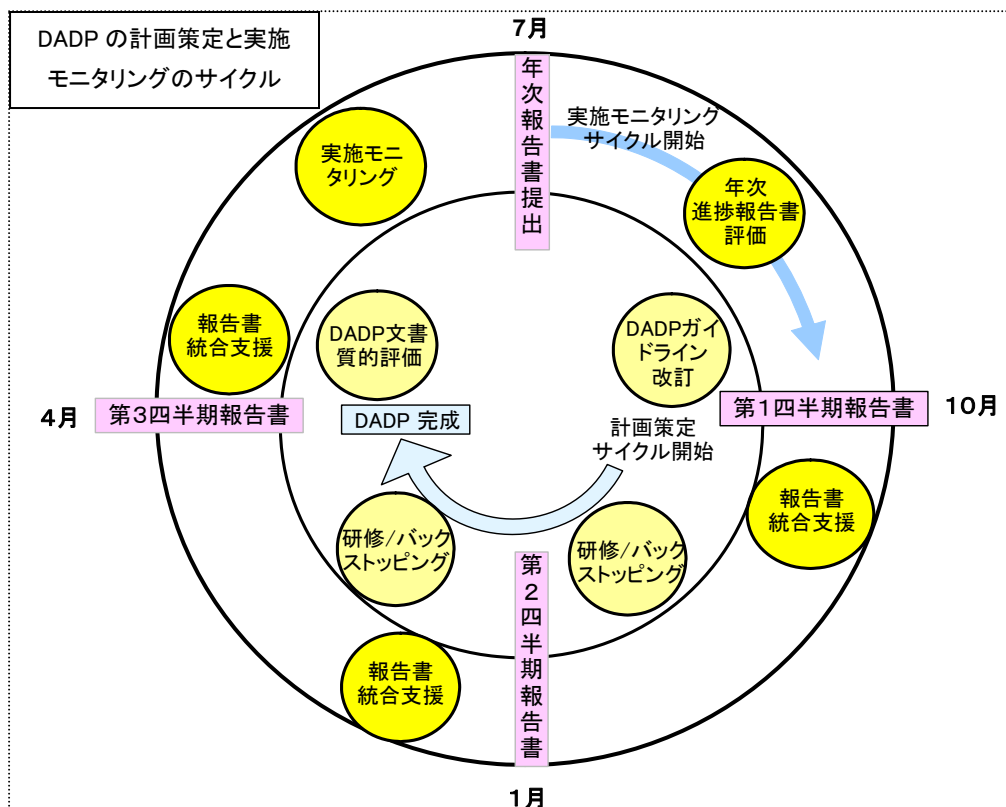 DADP の計画策定と実施
モニタリングのサイクル
7月
年次報告書提出
実施モニタリング
サイクル開始
実施モニ
タリング
年次
進捗報告書
評価
報告書
統合支援
DADP文書
質的評価
DADPガイ
ドライン
改訂
4月
第3四半期報告書
DADP 完成
計画策定
サイクル開始
第1四半期報告書
10月
報告書
統合支援
研修/バック
ストッピング
研修/バック
ストッピング
第2四半期報告書
報告書
統合支援
1月